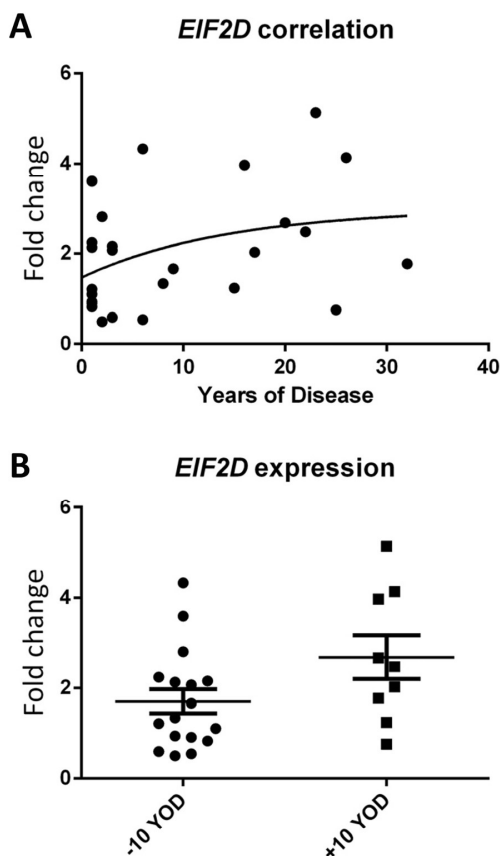 A
EIF2D correlation
6
4
2
0
Fold change
0 10 20 30 40
Years of Disease
B
EIF2D expression
6
4
2
0
Fold change
-10 YOD +10 YOD